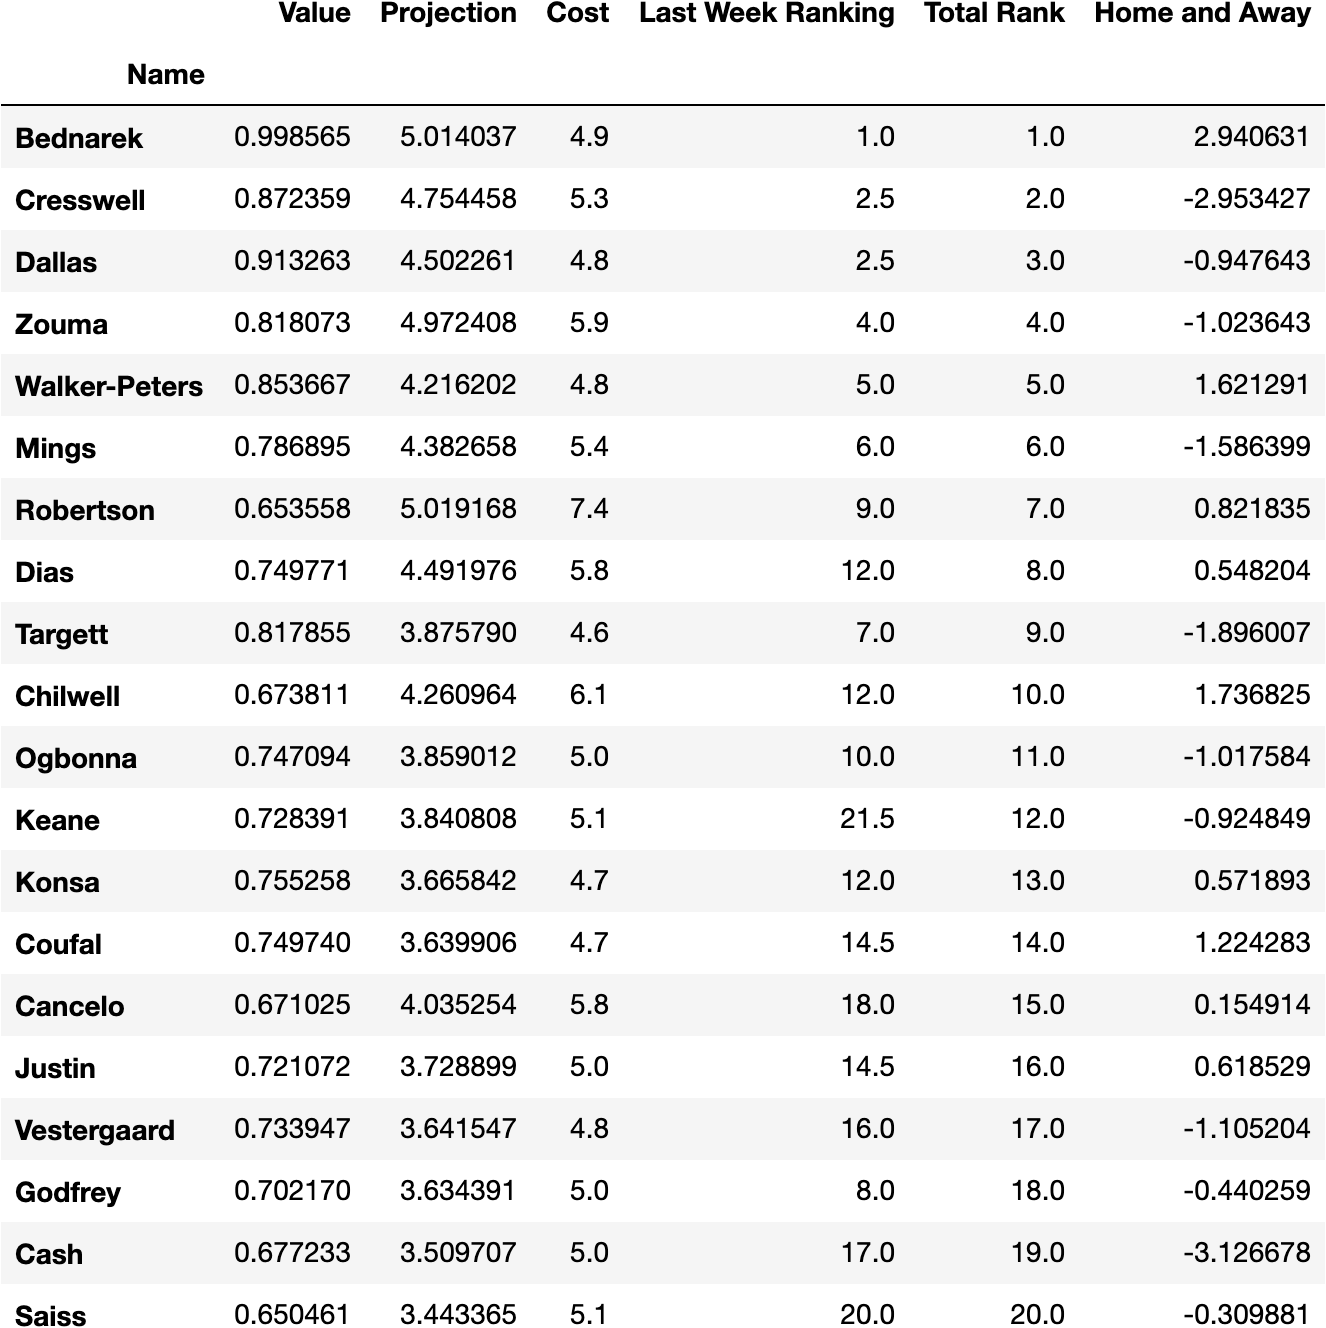 Value Projection Cost Last Week Ranking Total Rank Home and Away
Name
Bednarek 0.998565 5.014037 4.9 1.0 1.0 2.940631
Cresswell 0.872359 4.754458 5.3 2.5 2.0 -2.953427
Dallas 0.913263 4.502261 4.8 2.5 3.0 -0.947643
Zouma 0.818073 4.972408 5.9 4.0 4.0 -1.023643
Walker-Peters 0.853667 4.216202 4.8 5.0 5.0 1.621291
Mings 0.786895 4.382658 5.4 6.0 6.0 -1.586399
Robertson 0.653558 5.019168 7.4 9.0 7.0 0.821835
Dias 0.749771 4.491976 5.8 12.0 8.0 0.548204
Targett 0.817855 3.875790 4.6 7.0 9.0 -1.896007
Chilwell 0.673811 4.260964 6.1 12.0 10.0 1.736825
Ogbonna 0.747094 3.859012 5.0 10.0 11.0 -1.017584
Keane 0.728391 3.840808 5.1 21.5 12.0 -0.924849
Konsa 0.755258 3.665842 4.7 12.0 13.0 0.571893
Coufal 0.749740 3.639906 4.7 14.5 14.0 1.224283
Cancelo 0.671025 4.035254 5.8 18.0 15.0 0.154914
Justin 0.721072 3.728899 5.0 14.5 16.0 0.618529
Vestergaard 0.733947 3.641547 4.8 16.0 17.0 -1.105204
Godfrey 0.702170 3.634391 5.0 8.0 18.0 -0.440259
Cash 0.677233 3.509707 5.0 17.0 19.0 -3.126678
Saiss 0.650461 3.443365 5.1 20.0 20.0 -0.309881